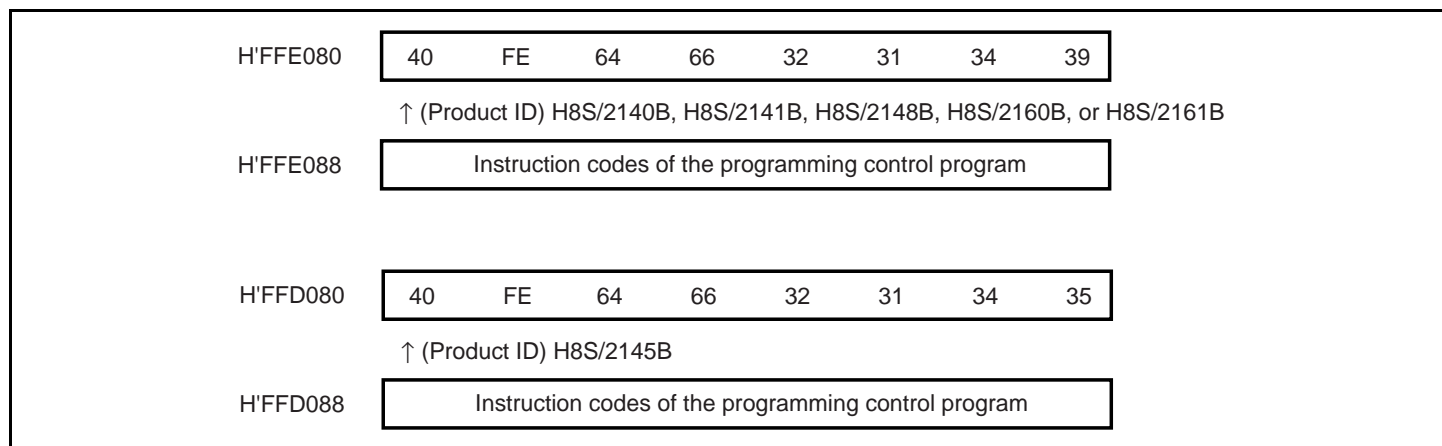 H'FFE080 40 FE 64 66 32 31 34 39
↑ (Product ID) H8S/2140B, H8S/2141B, H8S/2148B, H8S/2160B, or H8S/2161B
H'FFE088 Instruction codes of the programming control program
H'FFD080 40 FE 64 66 32 31 34 35
↑ (Product ID) H8S/2145B
H'FFD088 Instruction codes of the programming control program